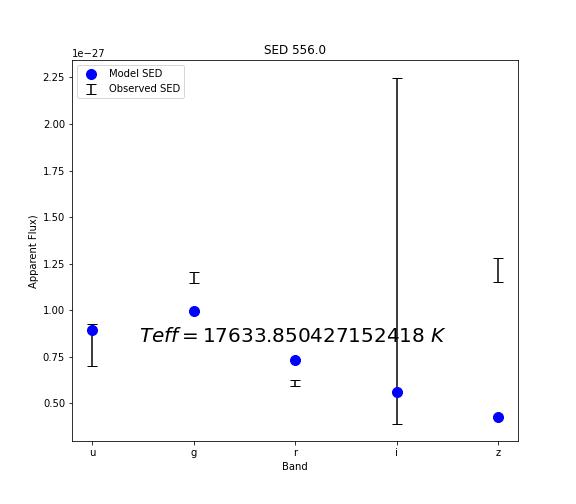 SED 556.0
1e−27
Model SED
Observed SED
2.25
2.00
1.75
1.50
1.25
1.00
0.75
0.50
Apparent Flux)
Teff = 17633.850427152418 K
u g r i z
Band